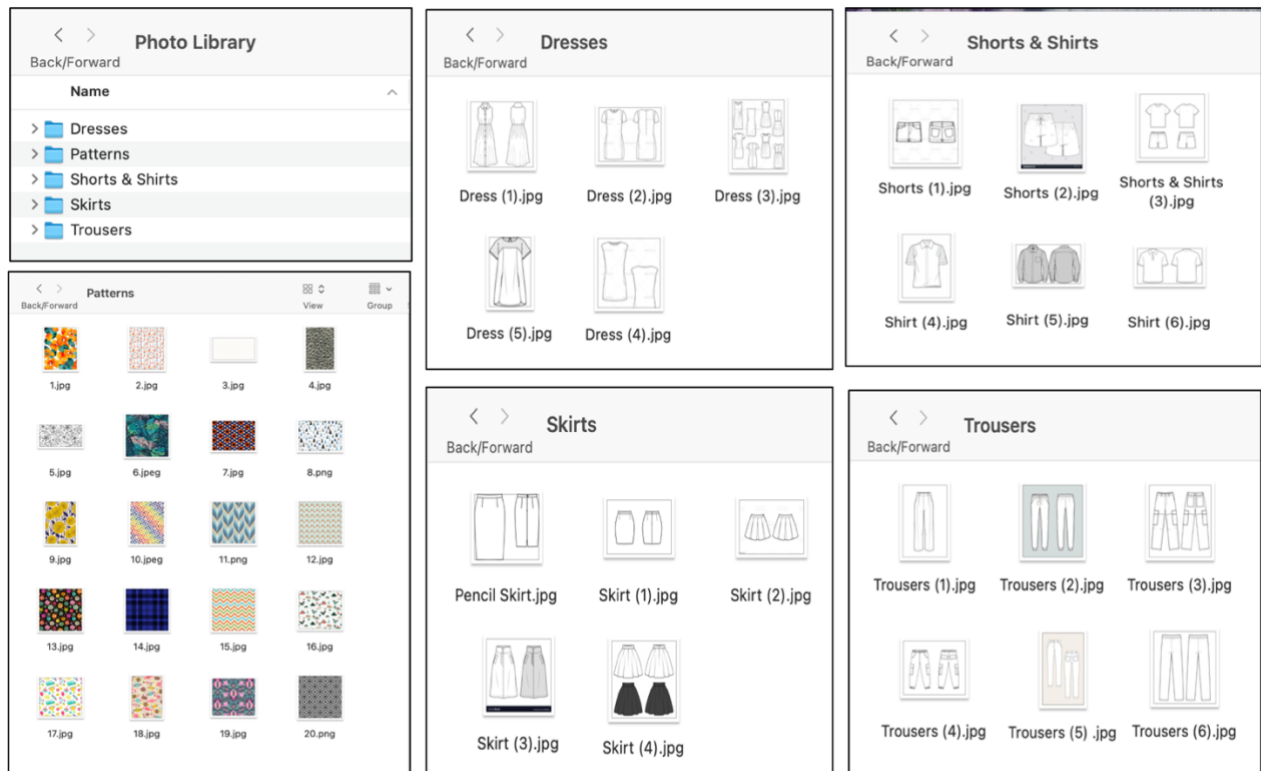 Photo Library
Back/Forward
Name
Dresses
Patterns
Shorts & Shirts
Skirts
Trousers
Patterns
Back/Forward
View
Group
1.jpg
2.jpg
3.jpg
4.jpg
5.jpg
6.jpeg
7.jpg
8.png
9.jpg
10.jpeg
11.png
12.jpg
13.jpg
14.jpg
15.jpg
16.jpg
17.jpg
18.jpg
19.jpg
20.png
Dresses
Back/Forward
Dress (1).jpg
Dress (2).jpg
Dress (3).jpg
Dress (5).jpg
Dress (4).jpg
Skirts
Back/Forward
Pencil Skirt.jpg
Skirt (1).jpg
Skirt (2).jpg
Skirt (3).jpg
Skirt (4).jpg
Shorts & Shirts
Back/Forward
Shorts (1).jpg
Shorts (2).jpg
Shorts & Shirts
(3).jpg
Shirt (4).jpg
Shirt (5).jpg
Shirt (6).jpg
Trousers
Back/Forward
Trousers (1).jpg
Trousers (2).jpg
Trousers (3).jpg
Trousers (4).jpg
Trousers (5) .jpg
Trousers (6).jpg